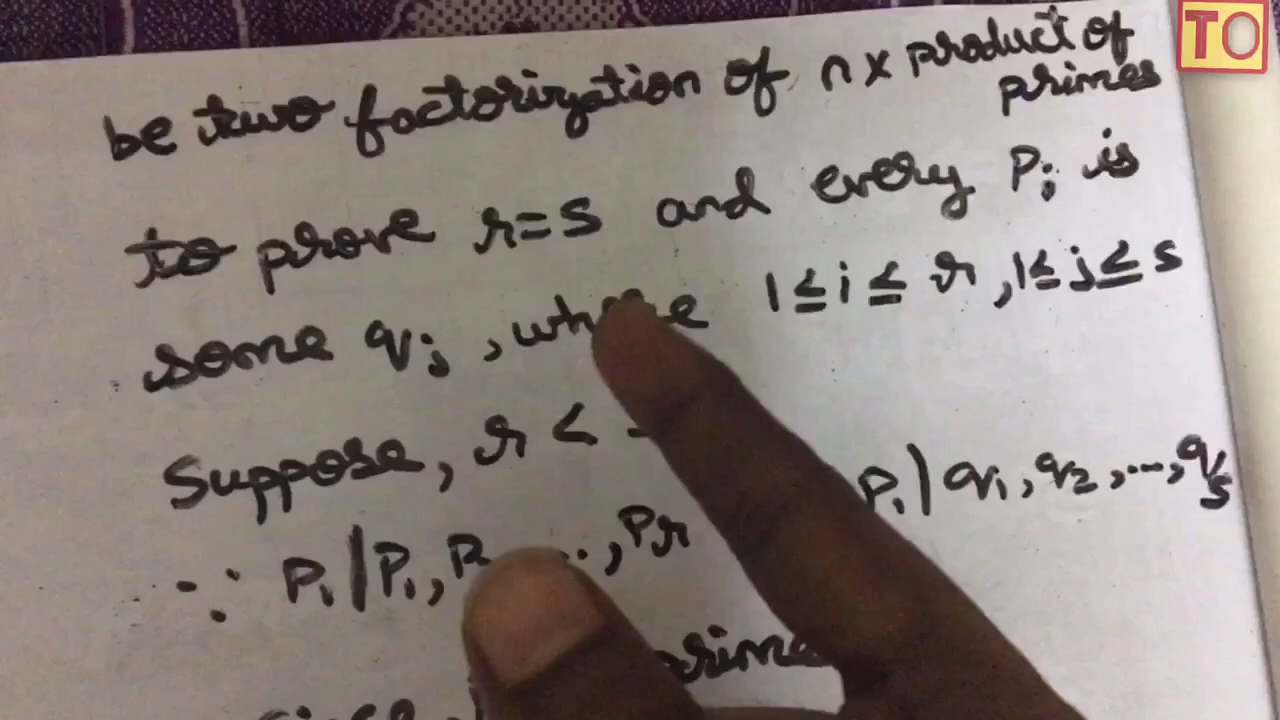 TO
be two factorization of n x product of
primes
to prove r=s and every Pi is
some qj, where 1≤i≤r, 1≤j≤s
Suppose, r <
P1 | q1, q2, ..., qs
∵ P1 | P1, P ..., Pr
prime
since